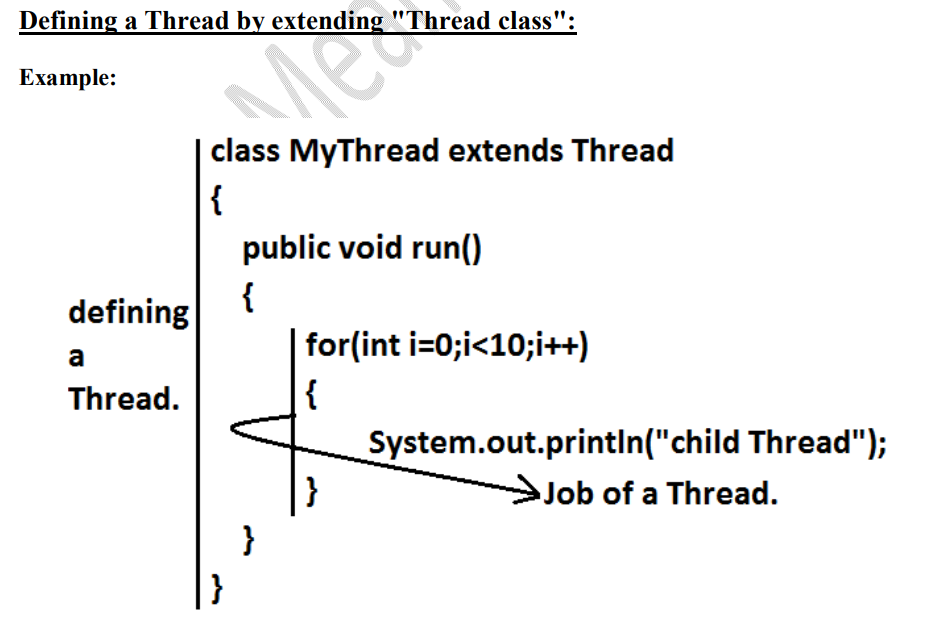 Defining a Thread by extending "Thread class":
Example:
class MyThread extends Thread
{
public void run()
{
defining
a
Thread.
for(int i=0;i<10;i++)
{
System.out.println("child Thread");
}
Job of a Thread.
}
}